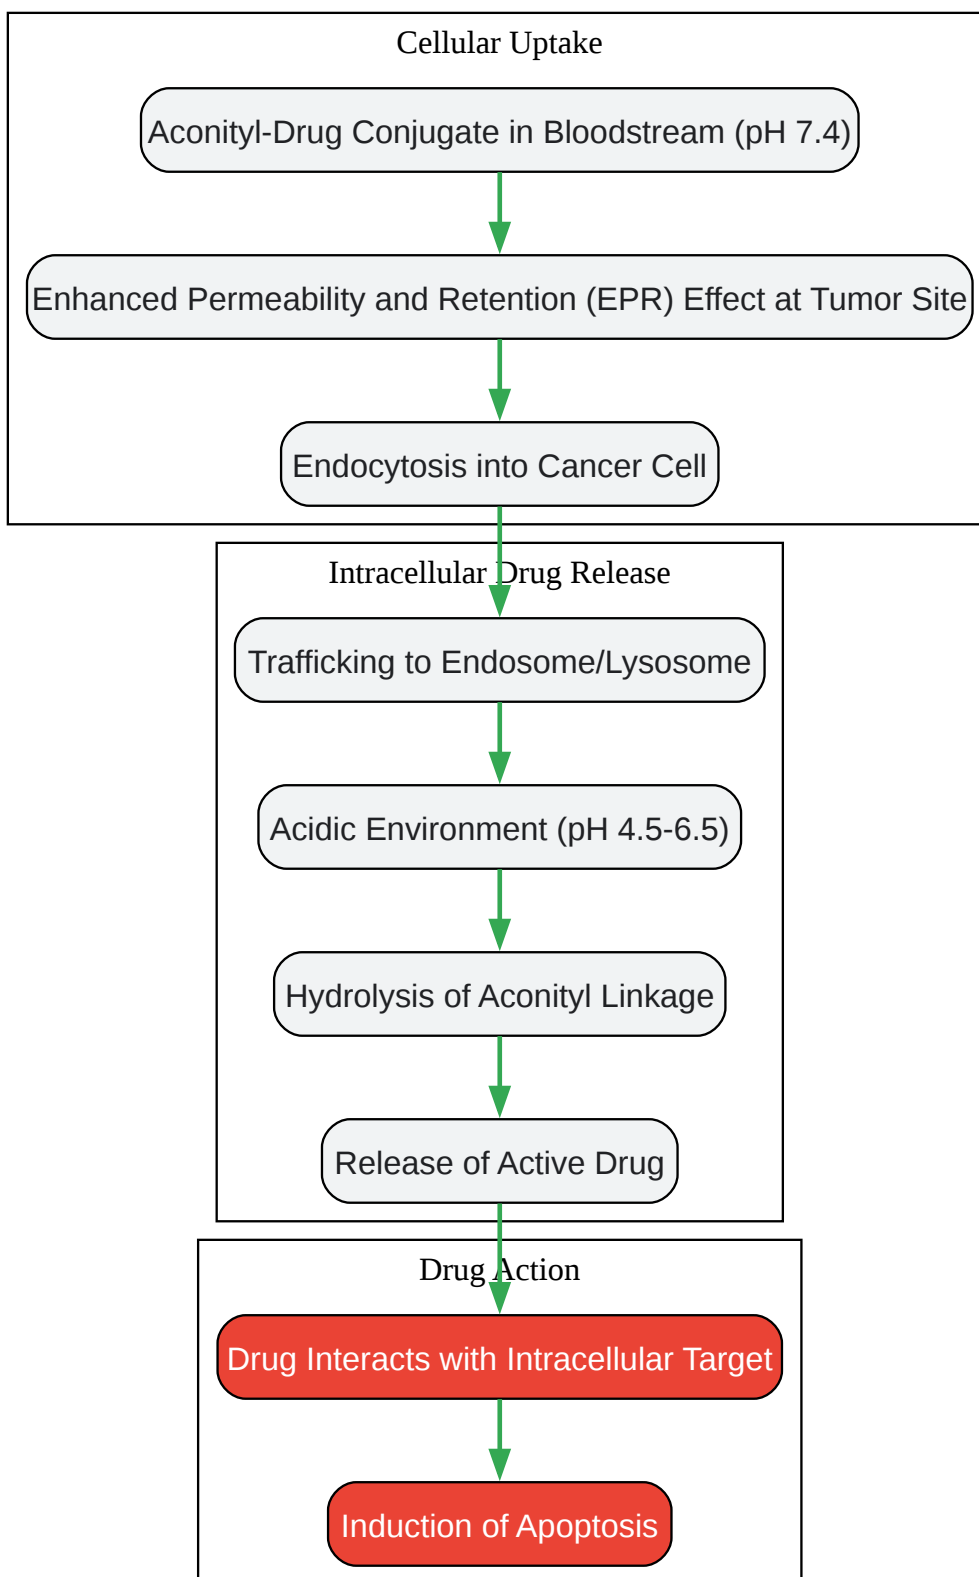 Cellular Uptake
Aconityl-Drug Conjugate in Bloodstream (pH 7.4)
Enhanced Permeability and Retention (EPR) Effect at Tumor Site
Endocytosis into Cancer Cell
Intracellular Drug Release
Trafficking to Endosome/Lysosome
Acidic Environment (pH 4.5-6.5)
Hydrolysis of Aconityl Linkage
Release of Active Drug
Drug Action
Drug Interacts with Intracellular Target
Induction of Apoptosis